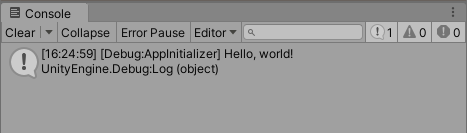 Console
Clear Collapse Error Pause Editor 1 0 0
[16:24:59] [Debug:AppInitializer] Hello, world!
UnityEngine.Debug:Log (object)